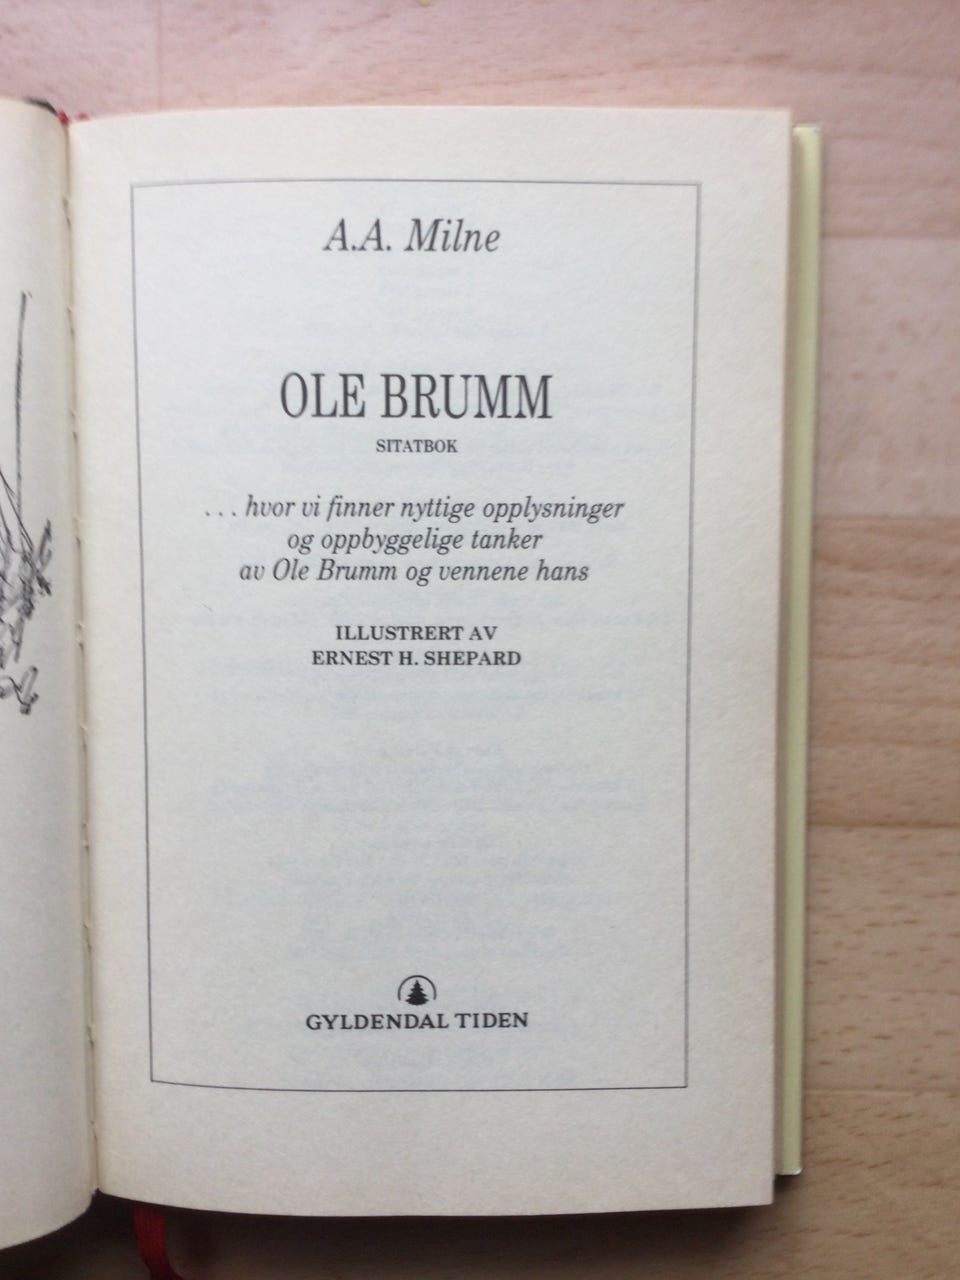 A.A. Milne
OLE BRUMM
SITATBOK
. . . hvor vi finner nyttige opplysninger
og oppbyggelige tanker
av Ole Brumm og vennene hans
ILLUSTRERT AV
ERNEST H. SHEPARD
GYLDENDAL TIDEN